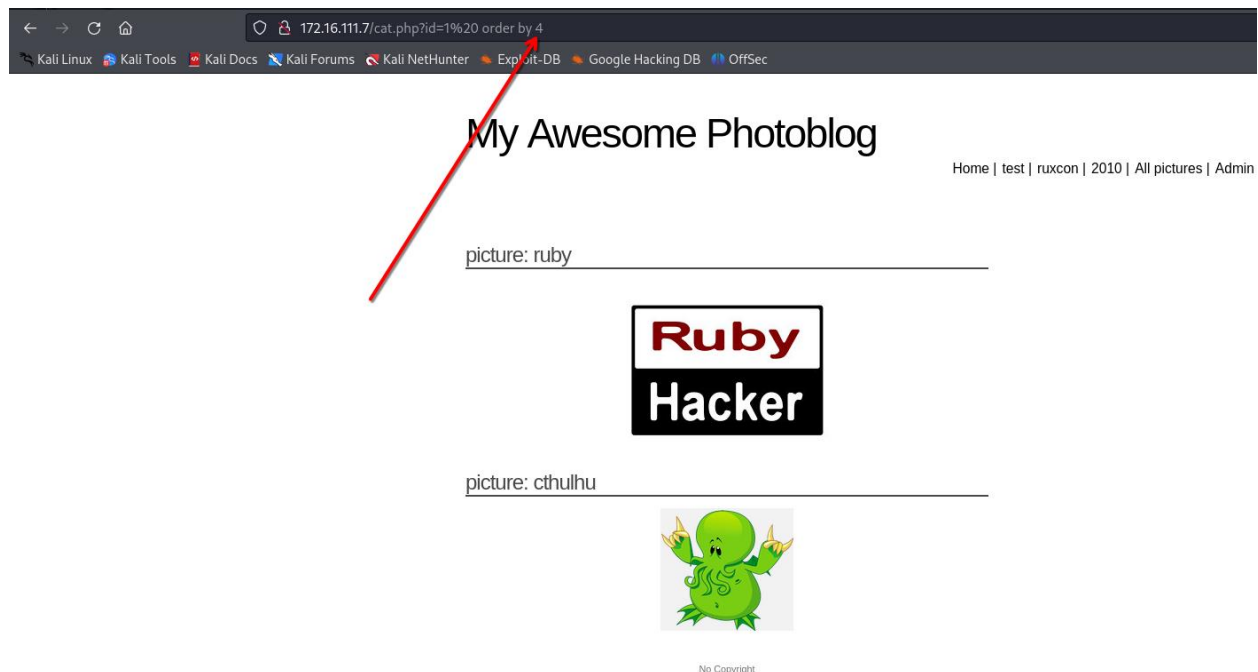 172.16.111.7/cat.php?id=1%20 order by 4
Kali Linux Kali Tools Kali Docs Kali Forums Kali NetHunter Exploit-DB Google Hacking DB OffSec
My Awesome Photoblog
Home | test | ruxcon | 2010 | All pictures | Admin
picture: ruby
Ruby
Hacker
picture: cthulhu
No Copyright